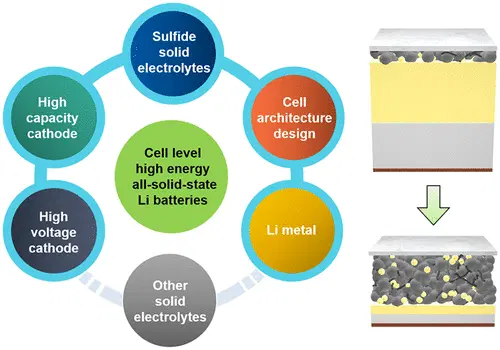 Sulfide
solid
electrolytes
High
capacity
cathode
Cell
architecture
design
Cell level
high energy
all-solid-state
Li batteries
High
voltage
cathode
Li metal
Other
solid
electrolytes